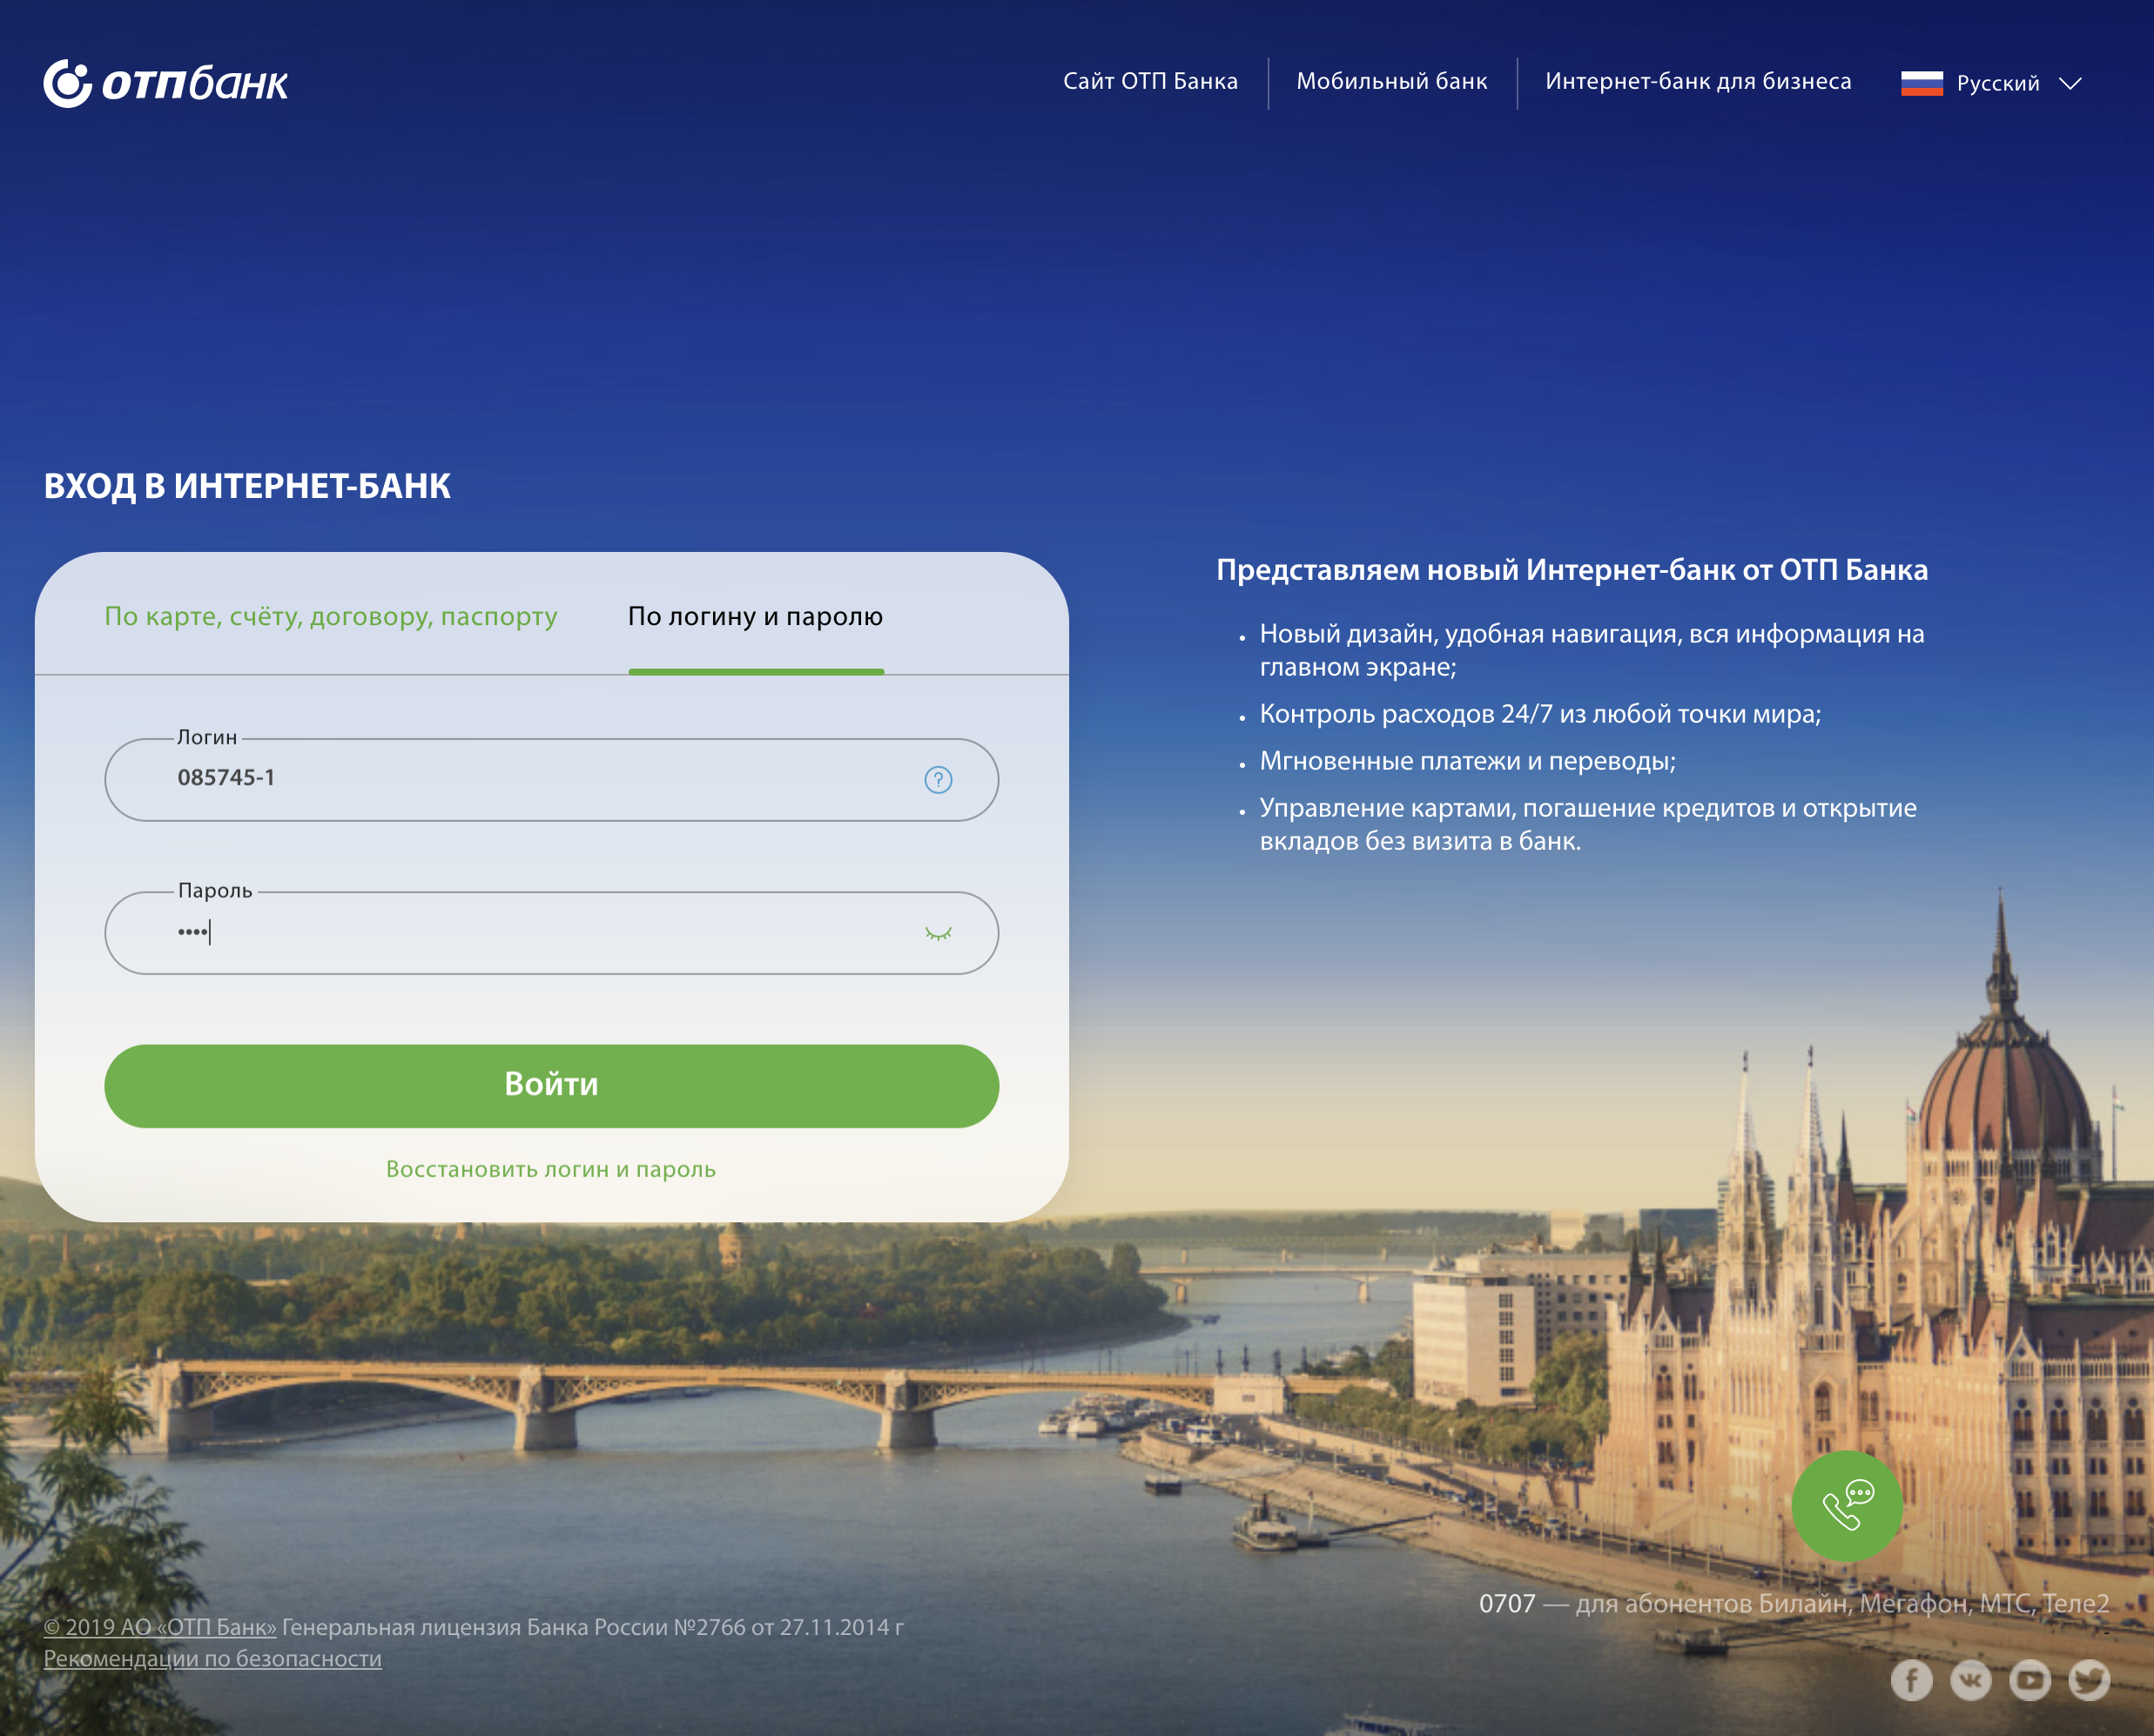 отпбанк
Сайт ОТП Банка
Мобильный банк
Интернет-банк для бизнеса
Русский
ВХОД В ИНТЕРНЕТ-БАНК
По карте, счёту, договору, паспорту
По логину и паролю
Логин
085745-1
?
Пароль
••••
Войти
Восстановить логин и пароль
Представляем новый Интернет-банк от ОТП Банка
• Новый дизайн, удобная навигация, вся информация на
главном экране;
• Контроль расходов 24/7 из любой точки мира;
• Мгновенные платежи и переводы;
• Управление картами, погашение кредитов и открытие
вкладов без визита в банк.
0707 — для абонентов Билайн, Мегафон, МТС, Теле2
-
© 2019 АО «ОТП Банк» Генеральная лицензия Банка России №2766 от 27.11.2014 г
Рекомендации по безопасности